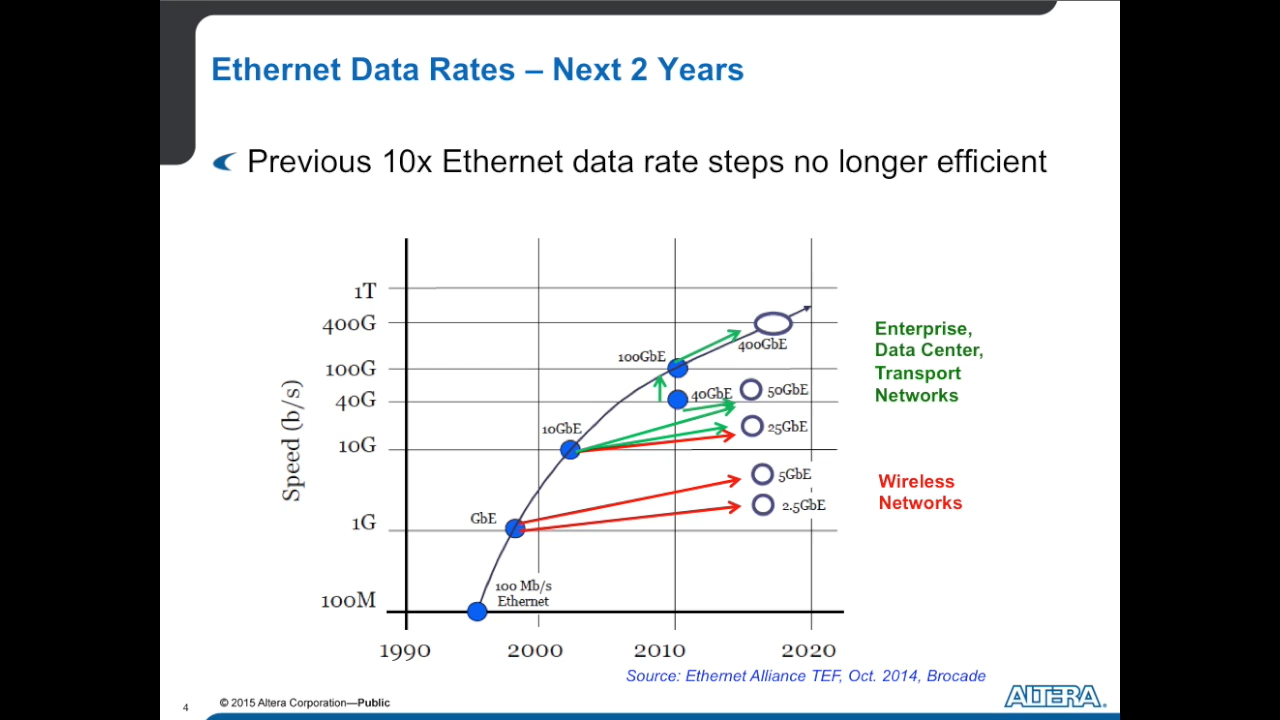 Ethernet Data Rates – Next 2 Years
Previous 10x Ethernet data rate steps no longer efficient
Speed (b/s)
1T
400G
100G
40G
10G
1G
100M
1990 2000 2010 2020
400GbE
100GbE
40GbE
50GbE
10GbE
25GbE
5GbE
2.5GbE
GbE
100 Mb/s
Ethernet
Enterprise,
Data Center,
Transport
Networks
Wireless
Networks
Source: Ethernet Alliance TEF, Oct. 2014, Brocade
4
© 2015 Altera Corporation—Public
ALTERA.